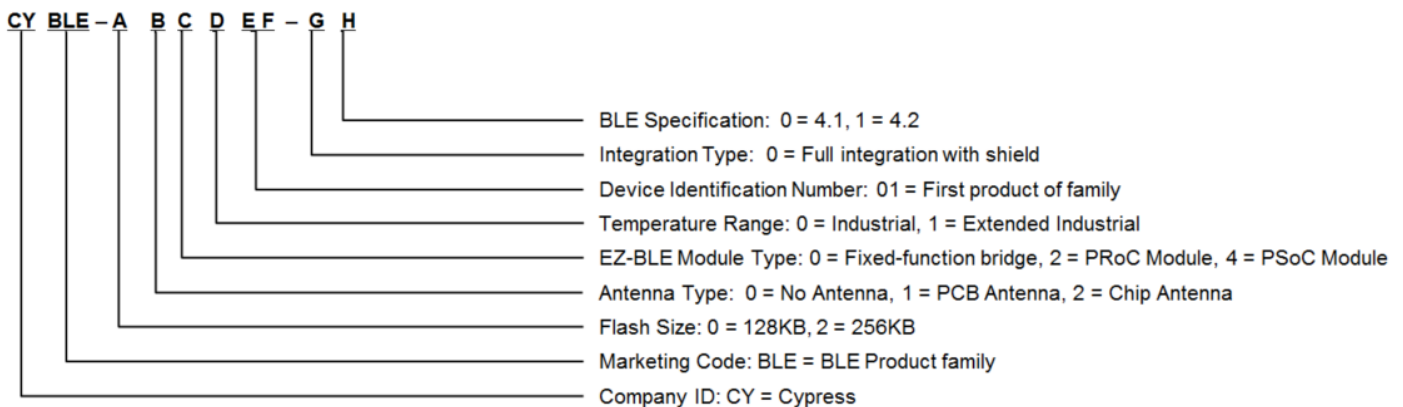 CY BLE – A B C D E F – G H
BLE Specification: 0 = 4.1, 1 = 4.2
Integration Type: 0 = Full integration with shield
Device Identification Number: 01 = First product of family
Temperature Range: 0 = Industrial, 1 = Extended Industrial
EZ-BLE Module Type: 0 = Fixed-function bridge, 2 = PRoC Module, 4 = PSoC Module
Antenna Type: 0 = No Antenna, 1 = PCB Antenna, 2 = Chip Antenna
Flash Size: 0 = 128KB, 2 = 256KB
Marketing Code: BLE = BLE Product family
Company ID: CY = Cypress